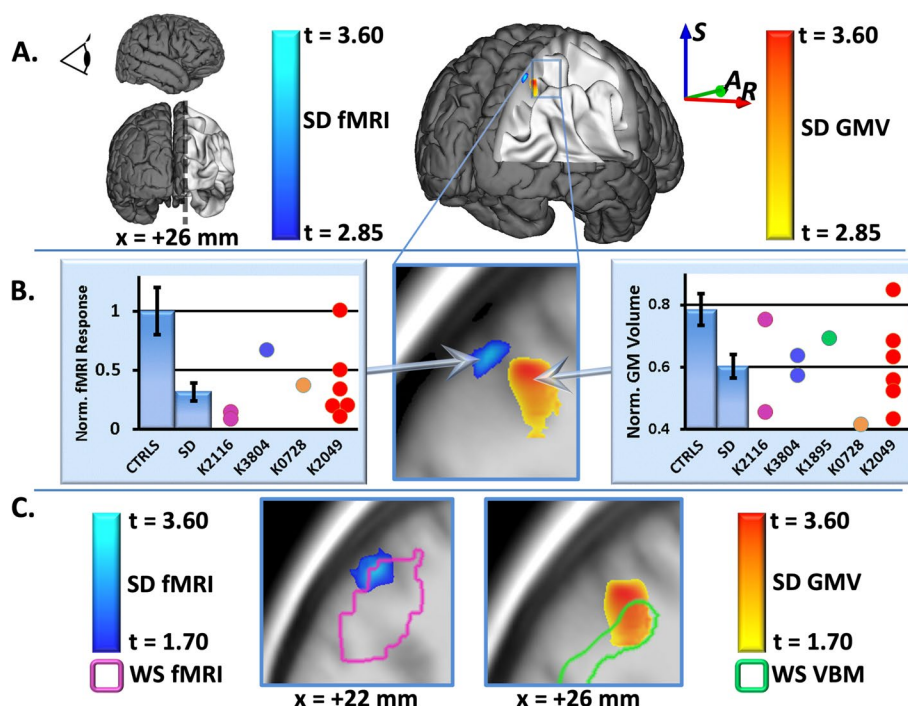 A.
t = 3.60
SD fMRI
t = 2.85
x = +26 mm
S
A
R
t = 3.60
SD GMV
t = 2.85
B.
Norm. fMRI Response
1
0.5
0
CTRLS
SD
K2116
K3804
K0728
K2049
Norm. GM Volume
0.8
0.6
0.4
CTRLS
SD
K2116
K3804
K1895
K0728
K2049
C.
t = 3.60
SD fMRI
t = 1.70
WS fMRI
x = +22 mm
x = +26 mm
t = 3.60
SD GMV
t = 1.70
WS VBM